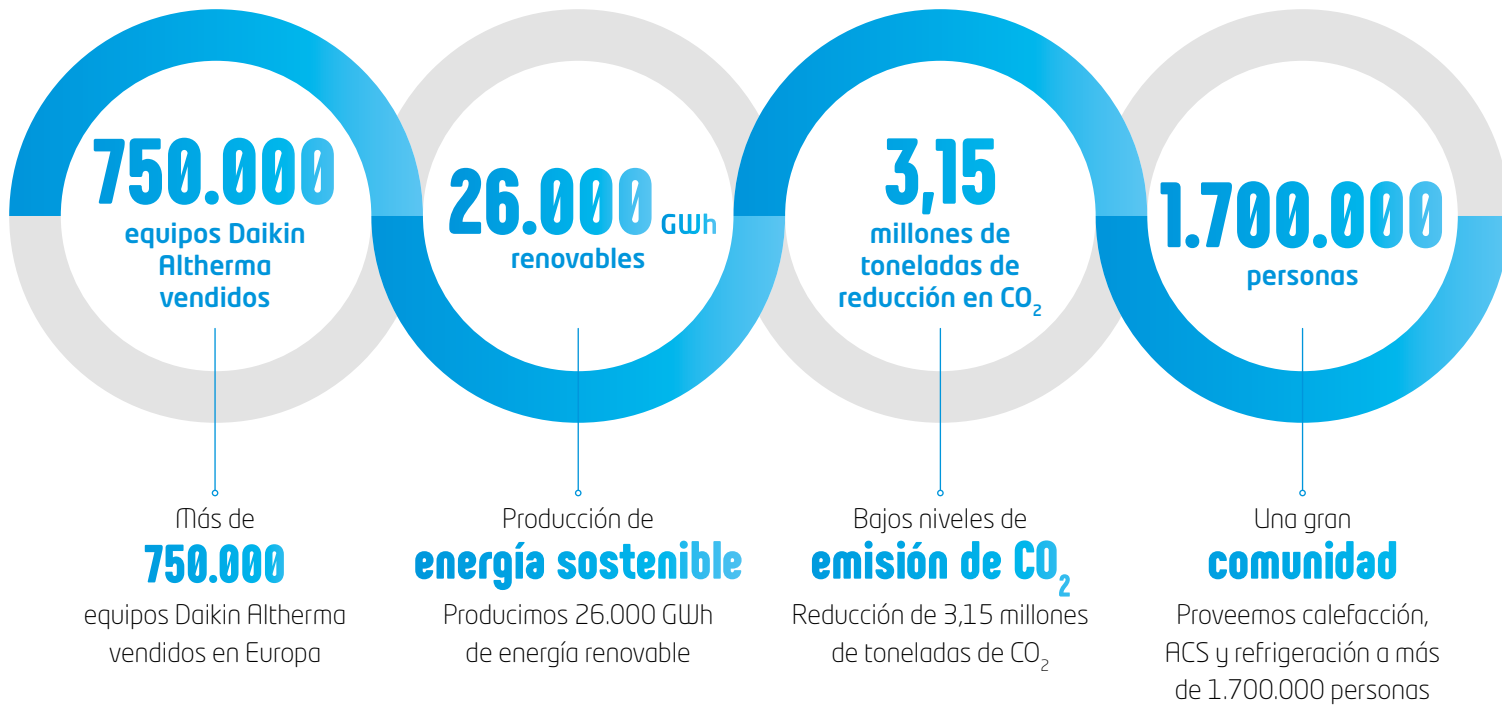 750.000
equipos Daikin
Altherma
vendidos
26.000 GWh
renovables
3,15
millones de
toneladas de
reducción en CO₂
1.700.000
personas
Más de
750.000
equipos Daikin Altherma
vendidos en Europa
Producción de
energía sostenible
Producimos 26.000 GWh
de energía renovable
Bajos niveles de
emisión de CO₂
Reducción de 3,15 millones
de toneladas de CO₂
Una gran
comunidad
Proveemos calefacción,
ACS y refrigeración a más
de 1.700.000 personas